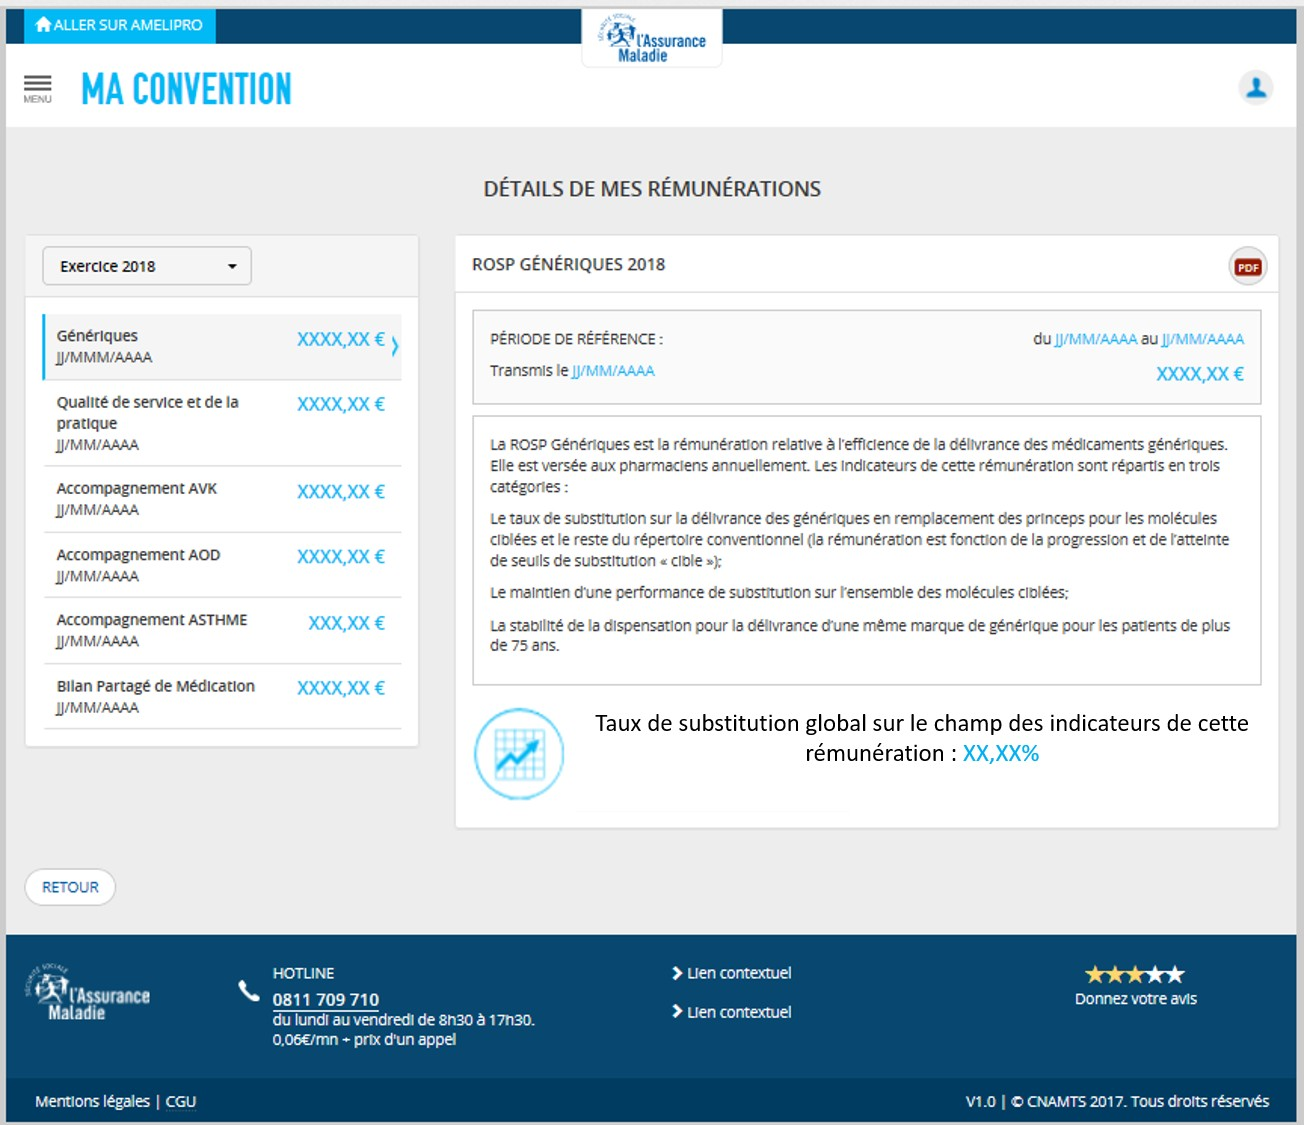 ALLER SUR AMELIPRO
SÉCURITÉ SOCIALE
l'Assurance
Maladie
MENU
MA CONVENTION
DÉTAILS DE MES RÉMUNÉRATIONS
Exercice 2018
Génériques
XXXX,XX €
JJ/MMM/AAAA
Qualité de service et de la
pratique
XXXX,XX €
JJ/MM/AAAA
Accompagnement AVK
XXXX,XX €
JJ/MM/AAAA
Accompagnement AOD
XXXX,XX €
JJ/MM/AAAA
Accompagnement ASTHME
XXX,XX €
JJ/MM/AAAA
Bilan Partagé de Médication
XXXX,XX €
JJ/MM/AAAA
ROSP GÉNÉRIQUES 2018
PDF
PÉRIODE DE RÉFÉRENCE :
du JJ/MM/AAAA au JJ/MM/AAAA
Transmis le JJ/MM/AAAA
XXXX,XX €
La ROSP Génériques est la rémunération relative à l'efficience de la délivrance des médicaments génériques.
Elle est versée aux pharmaciens annuellement. Les indicateurs de cette rémunération sont répartis en trois
catégories :
Le taux de substitution sur la délivrance des génériques en remplacement des princeps pour les molécules
ciblées et le reste du répertoire conventionnel (la rémunération est fonction de la progression et de l'atteinte
de seuils de substitution « cible »);
Le maintien d'une performance de substitution sur l'ensemble des molécules ciblées;
La stabilité de la dispensation pour la délivrance d'une même marque de générique pour les patients de plus
de 75 ans.
Taux de substitution global sur le champ des indicateurs de cette
rémunération : XX,XX%
RETOUR
SÉCURITÉ SOCIALE
l'Assurance
Maladie
HOTLINE
0811 709 710
du lundi au vendredi de 8h30 à 17h30.
0,06€/mn + prix d'un appel
Lien contextuel
Lien contextuel
Donnez votre avis
Mentions légales | CGU
V1.0 | © CNAMTS 2017. Tous droits réservés